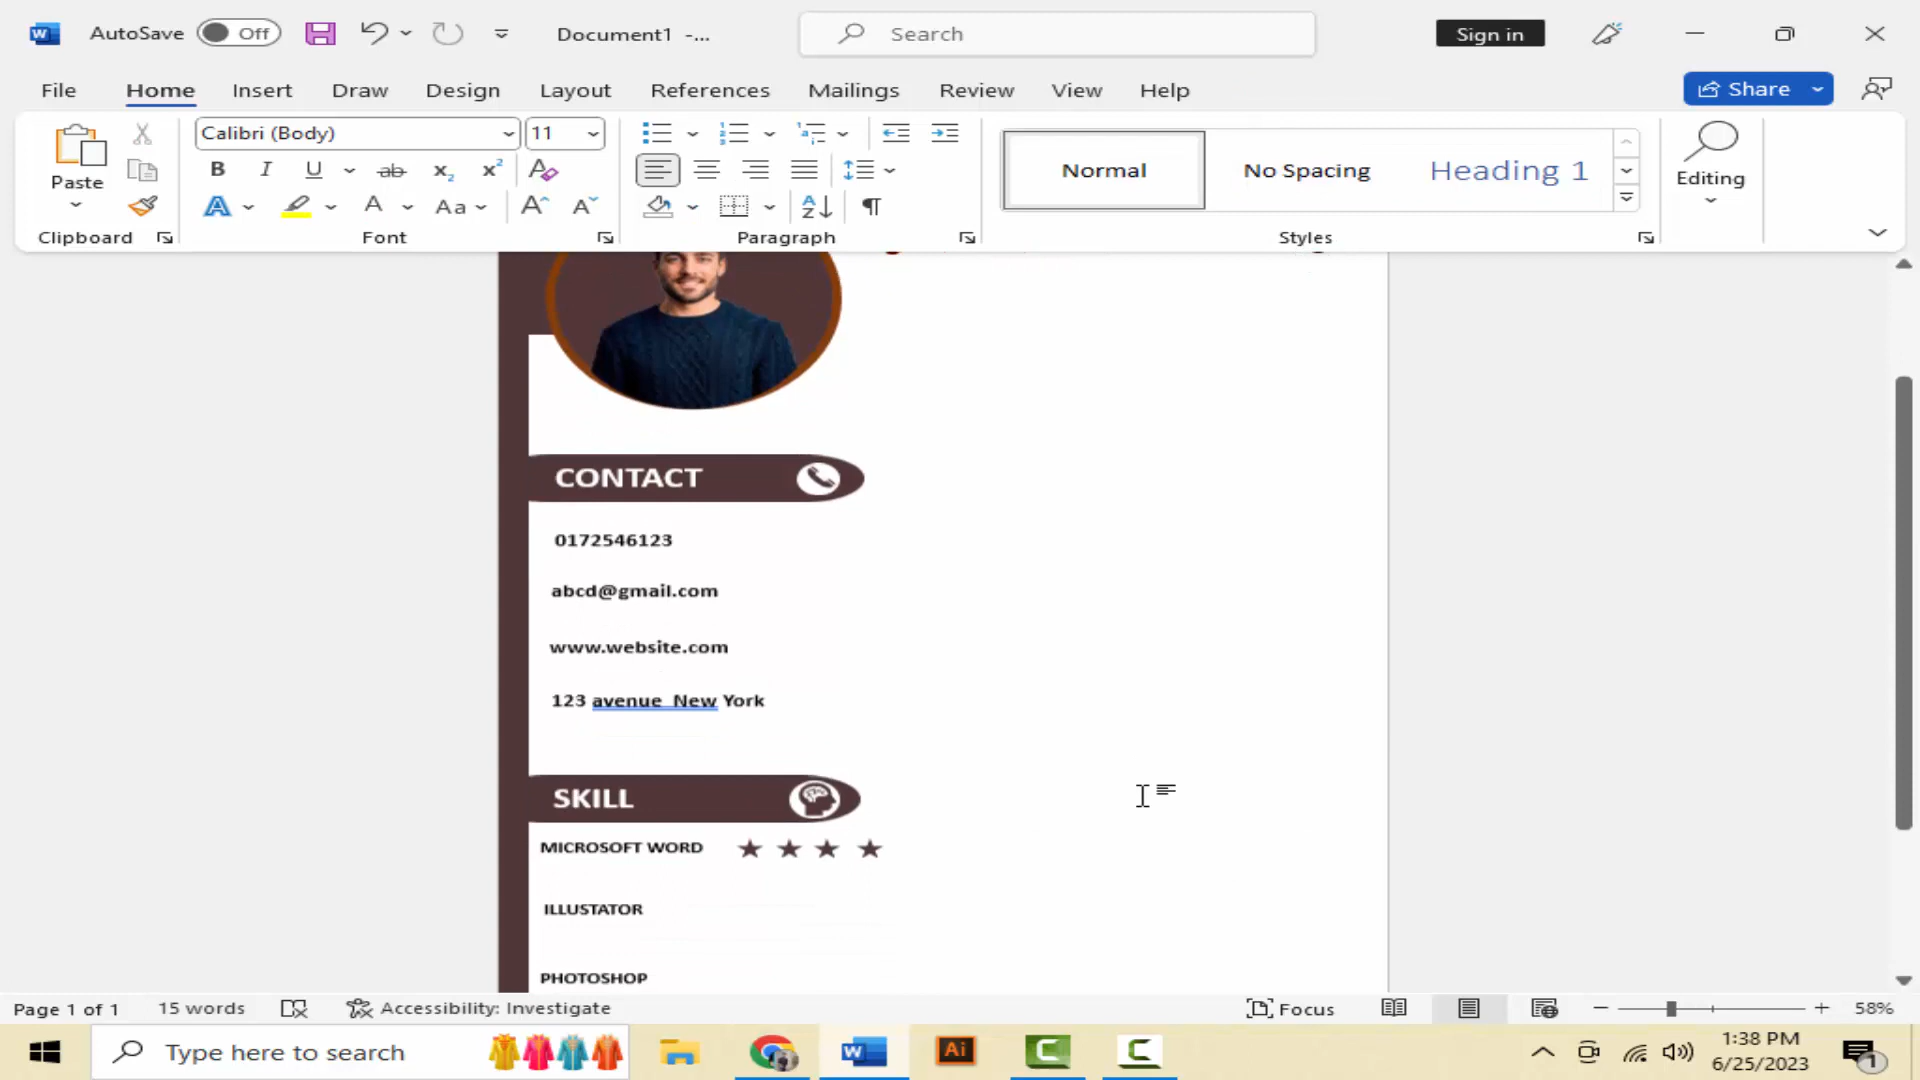 AutoSave Off Document1 -... Search Sign in
File Home Insert Draw Design Layout References Mailings Review View Help Share
Paste Calibri (Body) 11 Normal No Spacing Heading 1 Editing
Clipboard Font Paragraph Styles
CONTACT
0172546123
abcd@gmail.com
www.website.com
123 avenue New York
SKILL
MICROSOFT WORD
ILLUSTATOR
PHOTOSHOP
Page 1 of 1 15 words Accessibility: Investigate Focus 58%
Type here to search Ai 1:38 PM
6/25/2023 1